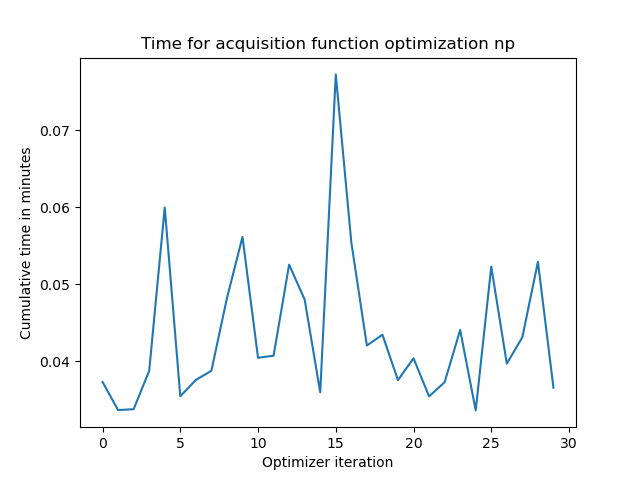 Time for acquisition function optimization np
Cumulative time in minutes
0.07
0.06
0.05
0.04
0 5 10 15 20 25 30
Optimizer iteration